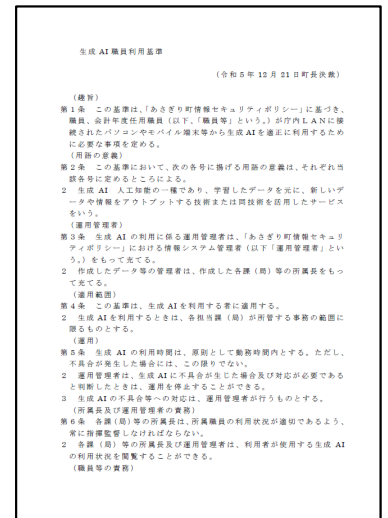 生成 AI 職員利用基準
（令和５年 12 月 21 日町長決裁）
（趣旨）
第１条　この基準は、「あさぎり町情報セキュリティポリシー」に基づき、
職員、会計年度任用職員（以下、「職員等」という。）が庁内ＬＡＮに接
続されたパソコンやモバイル端末等から生成 AI を適正に利用するため
に必要な事項を定める。
（用語の意義）
第２条　この基準において、次の各号に掲げる用語の意義は、それぞれ当
該各号に定めるところによる。
２　生成 AI　人工知能の一種であり、学習したデータを元に、新しいデ
ータや情報をアウトプットする技術または同技術を活用したサービス
をいう。
（運用管理者）
第３条　生成 AI の利用に係る運用管理者は、「あさぎり町情報セキュリ
ティポリシー」における情報システム管理者（以下「運用管理者」とい
う。）をもって充てる。
２　作成したデータ等の管理者は、作成した各課（局）等の所属長をもっ
て充てる。
（適用範囲）
第４条　この基準は、生成 AI を利用する者に適用する。
２　生成 AI を利用するときは、各担当課（局）が所管する事務の範囲に
限るものとする。
（運用）
第５条　生成 AI の利用時間は、原則として勤務時間内とする。ただし、
不具合が発生した場合には、この限りでない。
２　運用管理者は、生成 AI に不具合が生じた場合及び対応が必要である
と判断したときは、運用を停止することができる。
３　生成 AI の不具合等への対応は、運用管理者が行うものとする。
（所属長及び運用管理者の責務）
第６条　各課（局）等の所属長は、所属職員の利用状況が適切であるよう、
常に指揮監督しなければならない。
２　各課（局）等の所属長及び運用管理者は、利用者が使用する生成 AI
の利用状況を閲覧することができる。
（職員等の責務）